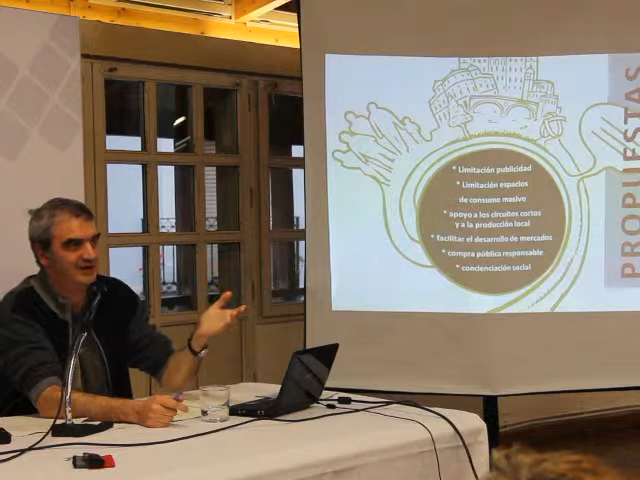 * Limitación publicidad
* Limitación espacios
de consumo masivo
* apoyo a los circuitos cortos
y a la producción local
* facilitar el desarrollo de mercados
* compra pública responsable
* concienciación social
PROPUESTAS